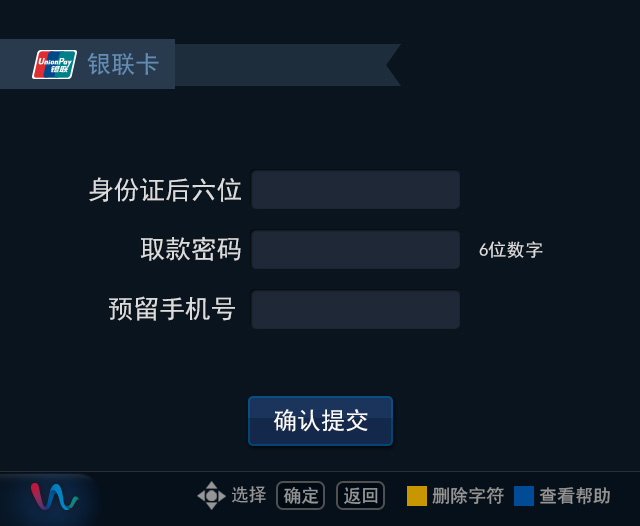 UnionPay 银联 银联卡
身份证后六位
取款密码 6位数字
预留手机号
确认提交
选择 确定 返回 删除字符 查看帮助